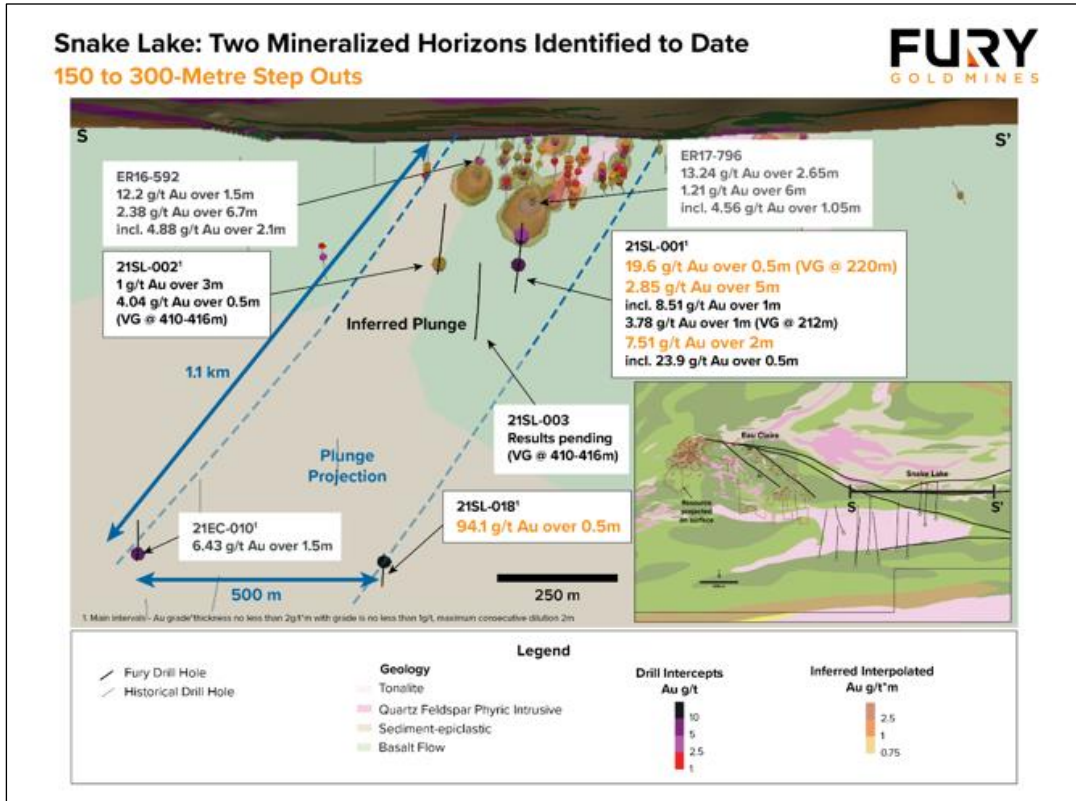 Snake Lake: Two Mineralized Horizons Identified to Date
150 to 300-Metre Step Outs
FURY
GOLD MINES
S
S'
ER16-592
12.2 g/t Au over 1.5m
2.38 g/t Au over 6.7m
incl. 4.88 g/t Au over 2.1m
ER17-796
13.24 g/t Au over 2.65m
1.21 g/t Au over 6m
incl. 4.56 g/t Au over 1.05m
21SL-002¹
1 g/t Au over 3m
4.04 g/t Au over 0.5m
(VG @ 410-416m)
21SL-001¹
19.6 g/t Au over 0.5m (VG @ 220m)
2.85 g/t Au over 5m
incl. 8.51 g/t Au over 1m
3.78 g/t Au over 1m (VG @ 212m)
7.51 g/t Au over 2m
incl. 23.9 g/t Au over 0.5m
Inferred Plunge
1.1 km
21SL-003
Results pending
(VG @ 410-416m)
Plunge
Projection
21SL-018¹
94.1 g/t Au over 0.5m
21EC-010¹
6.43 g/t Au over 1.5m
500 m
250 m
Eau Claire
Snake Lake
Resource
projected
on surface
S
S'
1. Main intervals - Au grade*thickness no less than 2g/t*m with grade is no less than 1g/t, maximum consecutive dilution 2m
Legend
Fury Drill Hole
Historical Drill Hole
Geology
Tonalite
Quartz Feldspar Phyric Intrusive
Sediment-epiclastic
Basalt Flow
Drill Intercepts
Au g/t
10
5
2.5
1
Inferred Interpolated
Au g/t*m
2.5
1
0.75